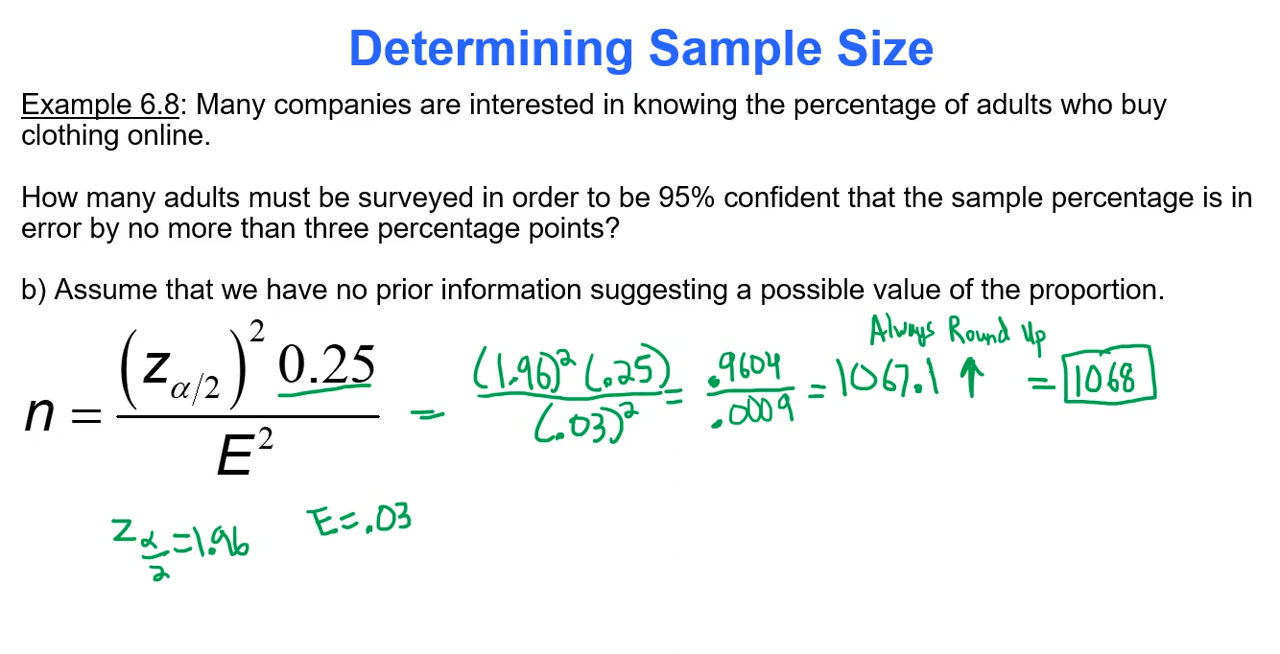 Determining Sample Size
Example 6.8: Many companies are interested in knowing the percentage of adults who buy
clothing online.
How many adults must be surveyed in order to be 95% confident that the sample percentage is in
error by no more than three percentage points?
b) Assume that we have no prior information suggesting a possible value of the proportion.
Always Round Up
n = (z_{α/2})² 0.25 / E² = (1.96)² (.25) / (.03)² = .9604 / .0009 = 1067.1 ↑ = 1068
z_{α/2} = 1.96 E = .03